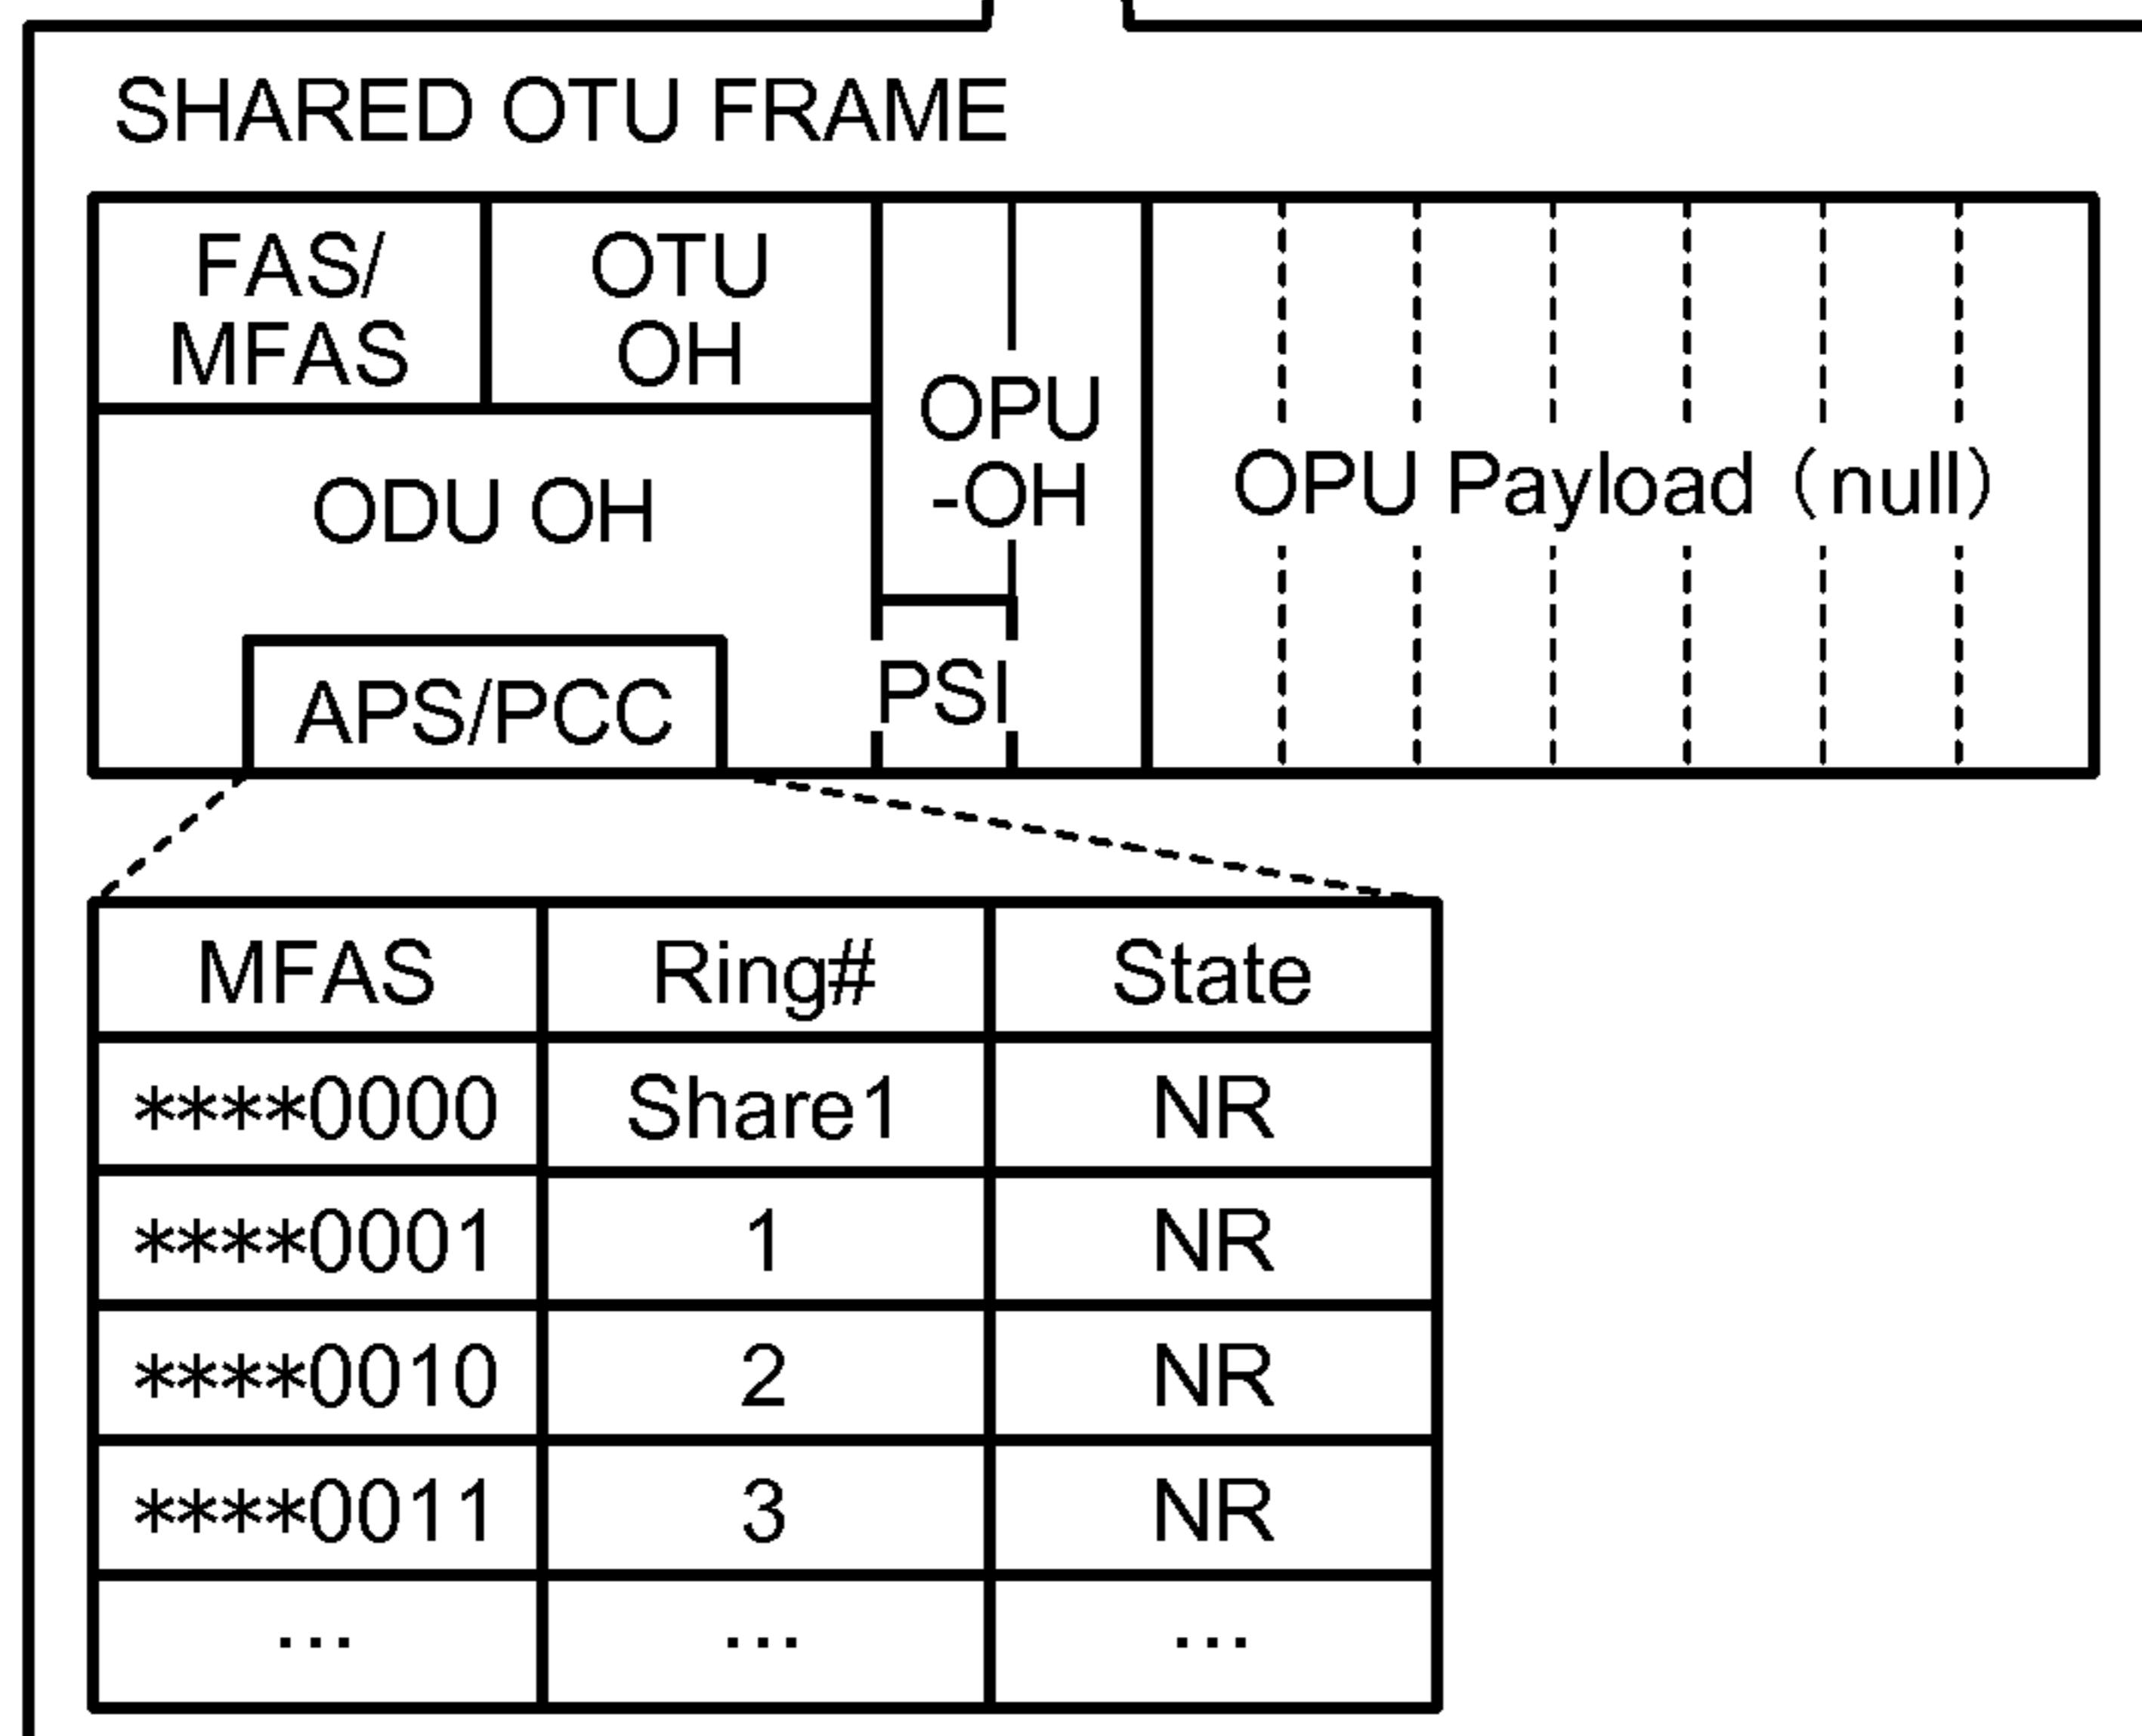 SHARED OTU FRAME
FAS/
MFAS
OTU
OH
OPU
-OH
ODU OH
OPU Payload (null)
PSI
APS/PCC
MFAS Ring# State
****0000 Share1 NR
****0001 1 NR
****0010 2 NR
****0011 3 NR
... ... ...